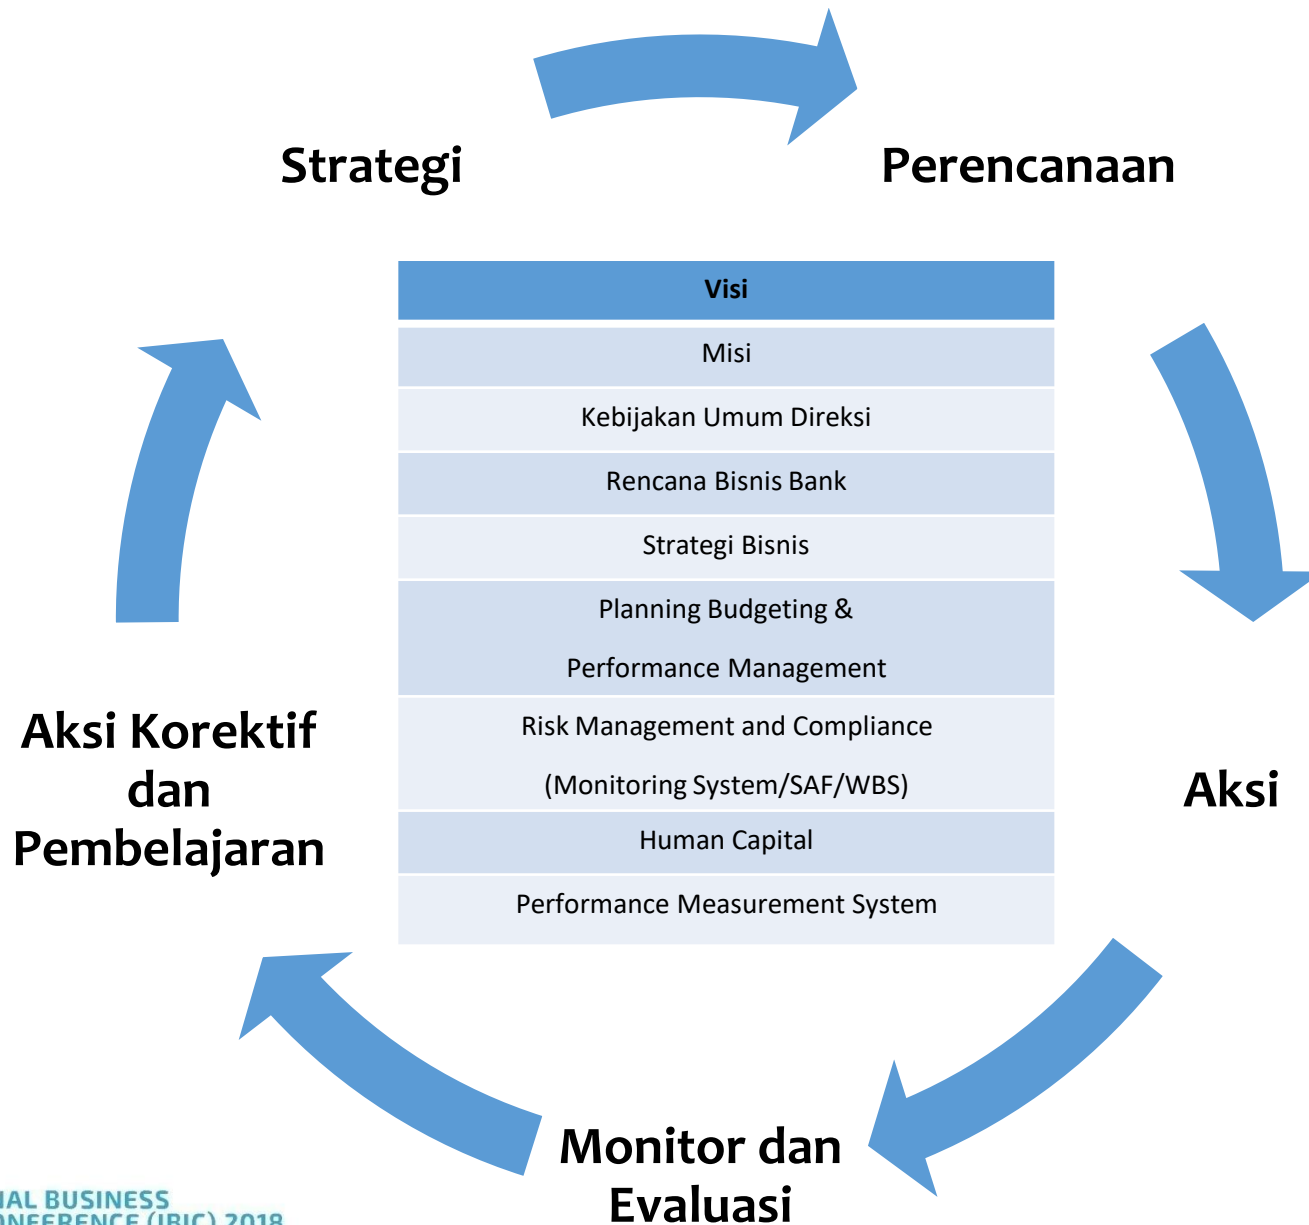 Strategi
Perencanaan
Visi
Misi
Kebijakan Umum Direksi
Rencana Bisnis Bank
Strategi Bisnis
Planning Budgeting &
Performance Management
Risk Management and Compliance
(Monitoring System/SAF/WBS)
Human Capital
Performance Measurement System
Aksi Korektif
dan
Pembelajaran
Aksi
Monitor dan
Evaluasi
BUSINESS
(IBIC) 2018